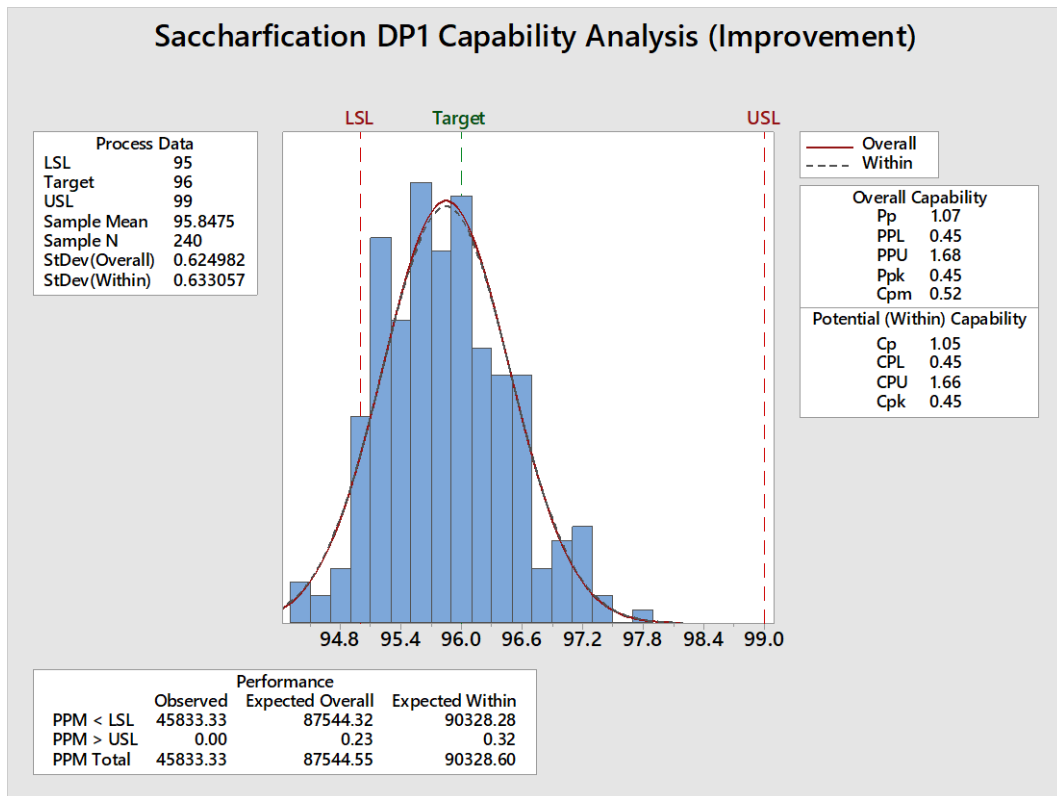 Saccharfication DP1 Capability Analysis (Improvement)
LSL Target USL
Process Data
LSL 95
Target 96
USL 99
Sample Mean 95.8475
Sample N 240
StDev(Overall) 0.624982
StDev(Within) 0.633057
Overall
Within
Overall Capability
Pp 1.07
PPL 0.45
PPU 1.68
Ppk 0.45
Cpm 0.52
Potential (Within) Capability
Cp 1.05
CPL 0.45
CPU 1.66
Cpk 0.45
94.8 95.4 96.0 96.6 97.2 97.8 98.4 99.0
Performance
Observed Expected Overall Expected Within
PPM < LSL 45833.33 87544.32 90328.28
PPM > USL 0.00 0.23 0.32
PPM Total 45833.33 87544.55 90328.60